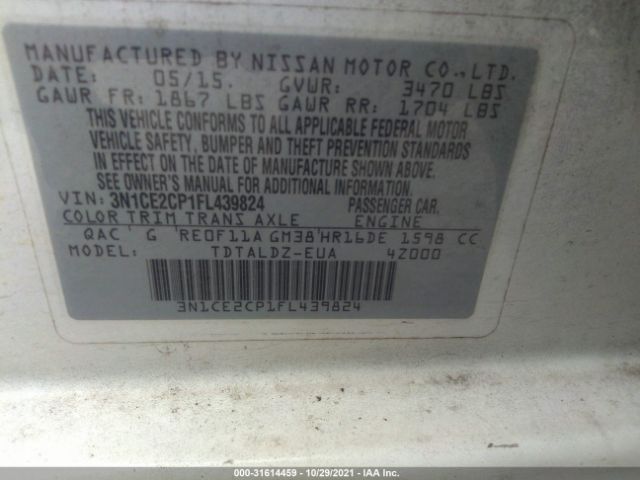 MANUFACTURED BY NISSAN MOTOR CO.,LTD.
DATE: 05/15. GVWR: 3470 LBS
GAWR FR: 1867 LBS GAWR RR: 1704 LBS
THIS VEHICLE CONFORMS TO ALL APPLICABLE FEDERAL MOTOR
VEHICLE SAFETY, BUMPER AND THEFT PREVENTION STANDARDS
IN EFFECT ON THE DATE OF MANUFACTURE SHOWN ABOVE.
SEE OWNER'S MANUAL FOR ADDITIONAL INFORMATION.
VIN: 3N1CE2CP1FL439824 PASSENGER CAR.
COLOR TRIM TRANS AXLE ENGINE
QAC G RE0F11A GM38 HR16DE 1598 CC
MODEL: TDTALDZ-EUA 4Z000
3N1CE2CP1FL439824
000-31614459 - 10/29/2021 - IAA Inc.